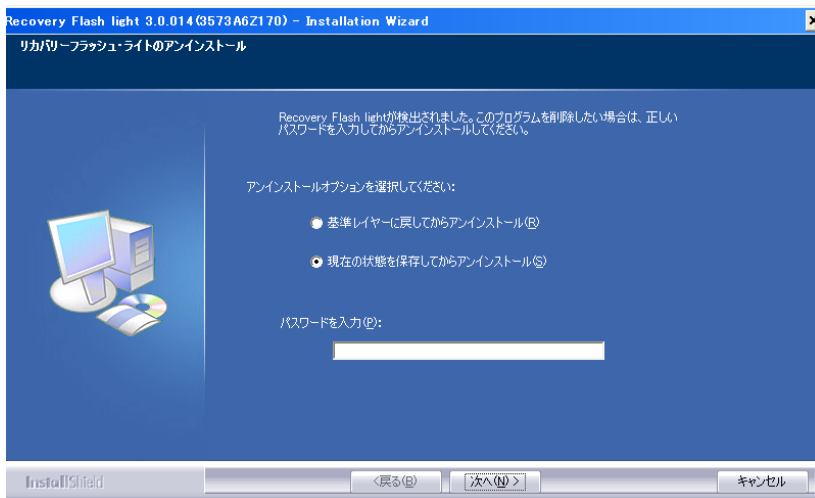 Recovery Flash light 3.0.014(3573A6Z170) - Installation Wizard
リカバリーフラッシュ・ライトのアンインストール
Recovery Flash lightが検出されました。このプログラムを削除したい場合は、正しい
パスワードを入力してからアンインストールしてください。
アンインストールオプションを選択してください:
基準レイヤーに戻してからアンインストール(R)
現在の状態を保存してからアンインストール(S)
パスワードを入力(P):
InstallShield
<戻る(B)
次へ(N) >
キャンセル